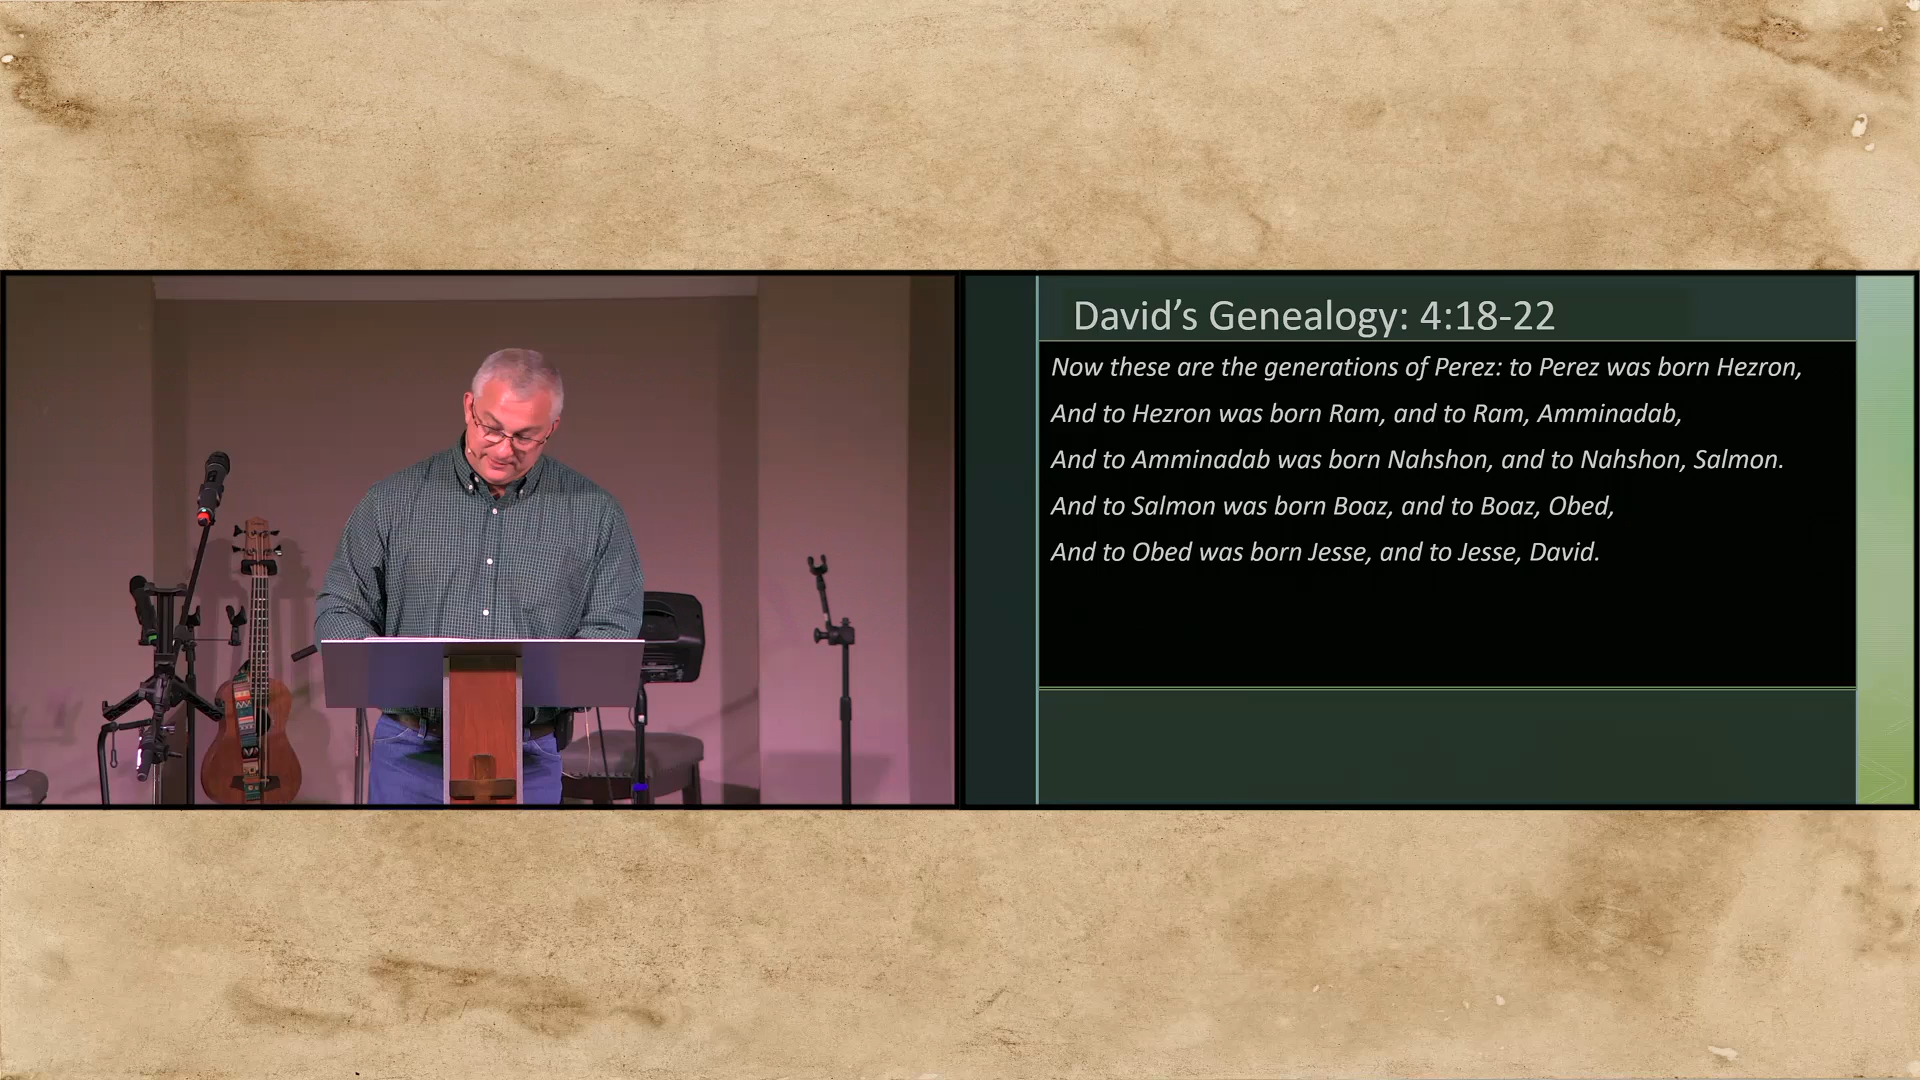 David’s Genealogy: 4:18-22
Now these are the generations of Perez: to Perez was born Hezron,
And to Hezron was born Ram, and to Ram, Amminadab,
And to Amminadab was born Nahshon, and to Nahshon, Salmon.
And to Salmon was born Boaz, and to Boaz, Obed,
And to Obed was born Jesse, and to Jesse, David.